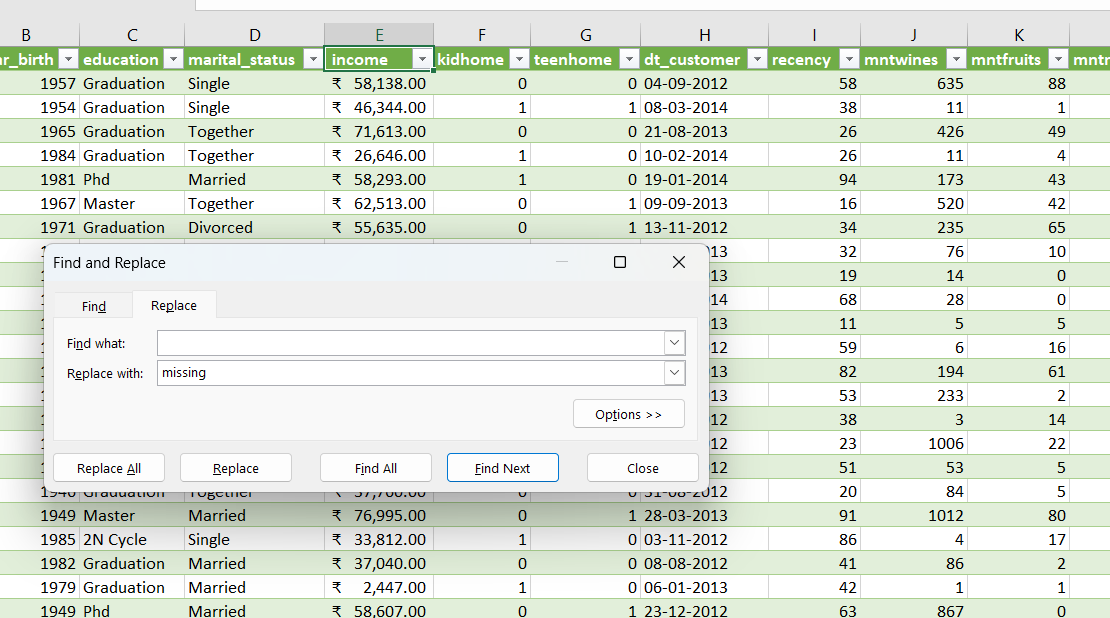 B C D E F G H I J K
r_birth education marital_status income kidhome teenhome dt_customer recency mntwines mntfruits mntr
1957 Graduation Single ₹ 58,138.00 0 0 04-09-2012 58 635 88
1954 Graduation Single ₹ 46,344.00 1 1 08-03-2014 38 11 1
1965 Graduation Together ₹ 71,613.00 0 0 21-08-2013 26 426 49
1984 Graduation Together ₹ 26,646.00 1 0 10-02-2014 26 11 4
1981 Phd Married ₹ 58,293.00 1 0 19-01-2014 94 173 43
1967 Master Together ₹ 62,513.00 0 1 09-09-2013 16 520 42
1971 Graduation Divorced ₹ 55,635.00 0 1 13-11-2012 34 235 65
13 32 76 10
13 19 14 0
14 68 28 0
13 11 5 5
12 59 6 16
13 82 194 61
13 53 233 2
12 38 3 14
12 23 1006 22
12 51 53 5
Find and Replace
Find Replace
Find what:
Replace with: missing
Options >>
Replace All Replace Find All Find Next Close
1946 Graduation Together ₹ 37,760.00 0 0 31-08-2012 20 84 5
1949 Master Married ₹ 76,995.00 0 1 28-03-2013 91 1012 80
1985 2N Cycle Single ₹ 33,812.00 1 0 03-11-2012 86 4 17
1982 Graduation Married ₹ 37,040.00 0 0 08-08-2012 41 86 2
1979 Graduation Married ₹ 2,447.00 1 0 06-01-2013 42 1 1
1949 Phd Married ₹ 58,607.00 0 1 23-12-2012 63 867 0